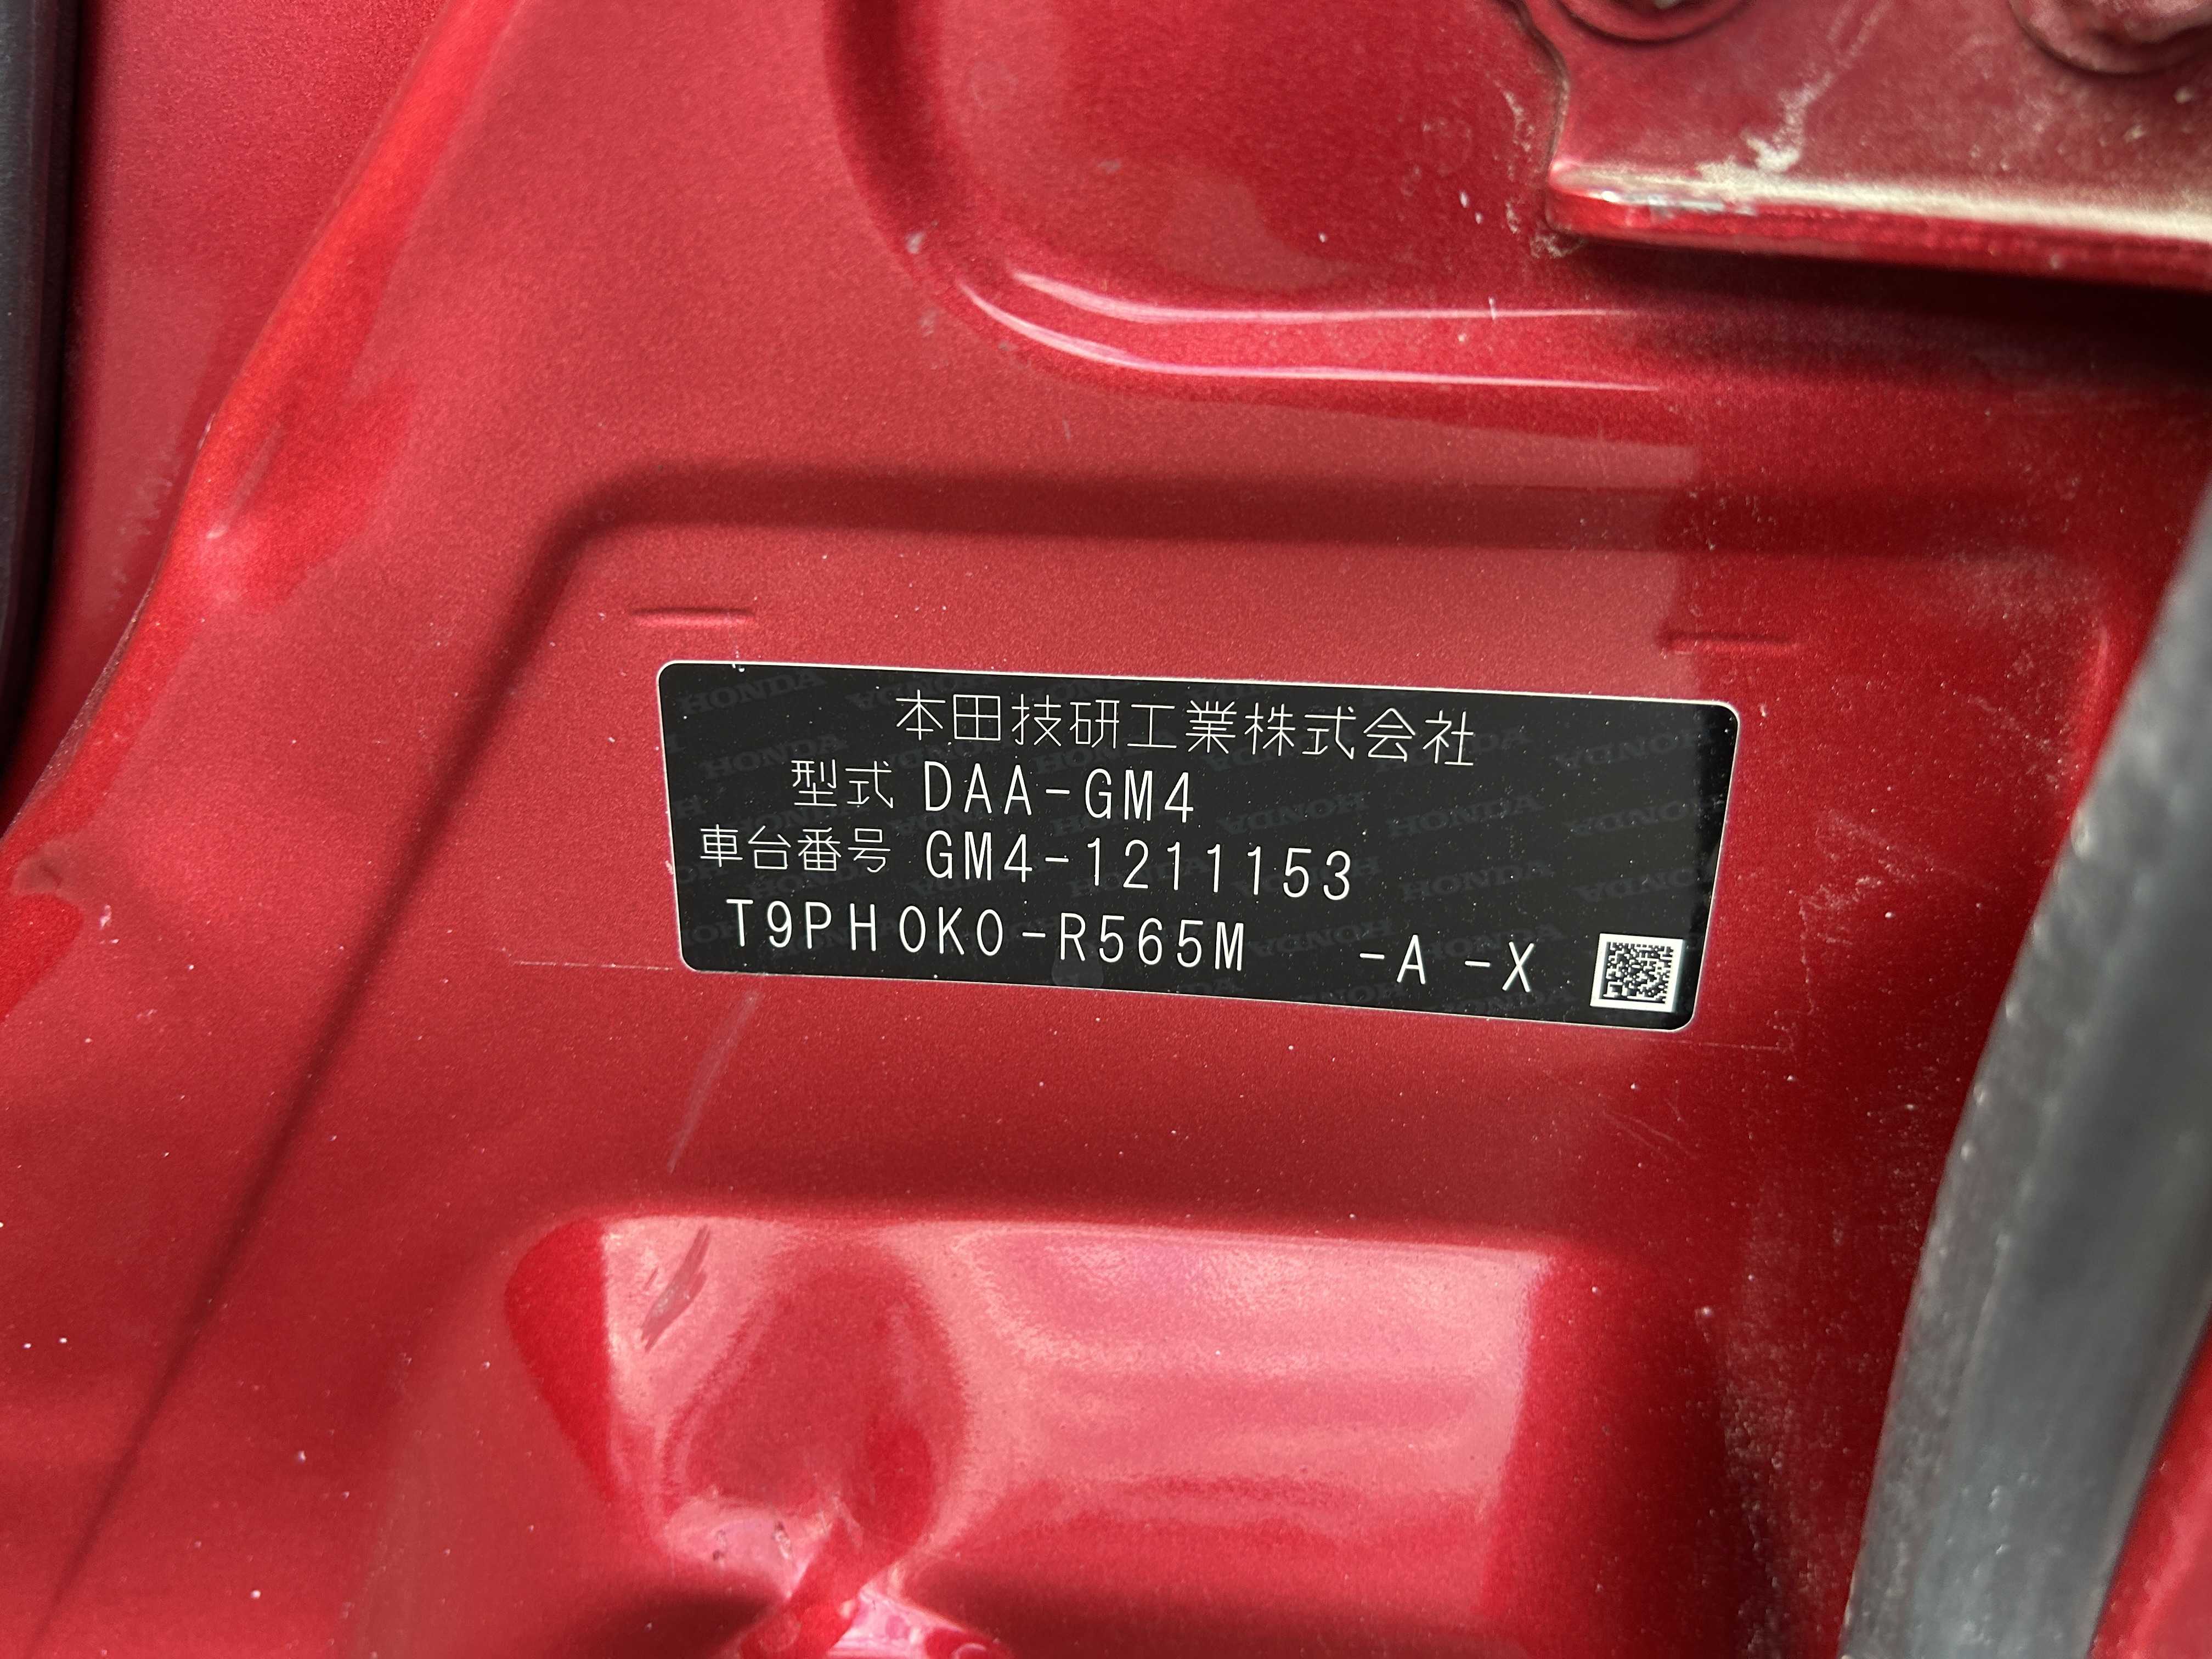 本田技研工業株式会社
型式 DAA-GM4
車台番号 GM4-1211153
T9PH0K0-R565M -A -X